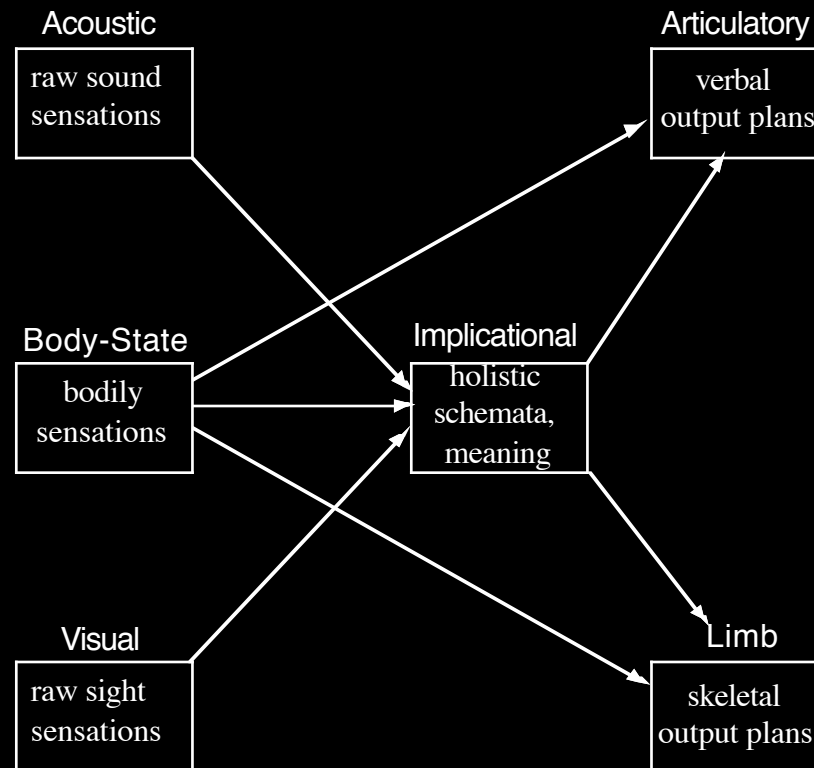 Acoustic
raw sound
sensations
Articulatory
verbal
output plans
Body-State
bodily
sensations
Implicational
holistic
schemata,
meaning
Visual
raw sight
sensations
Limb
skeletal
output plans